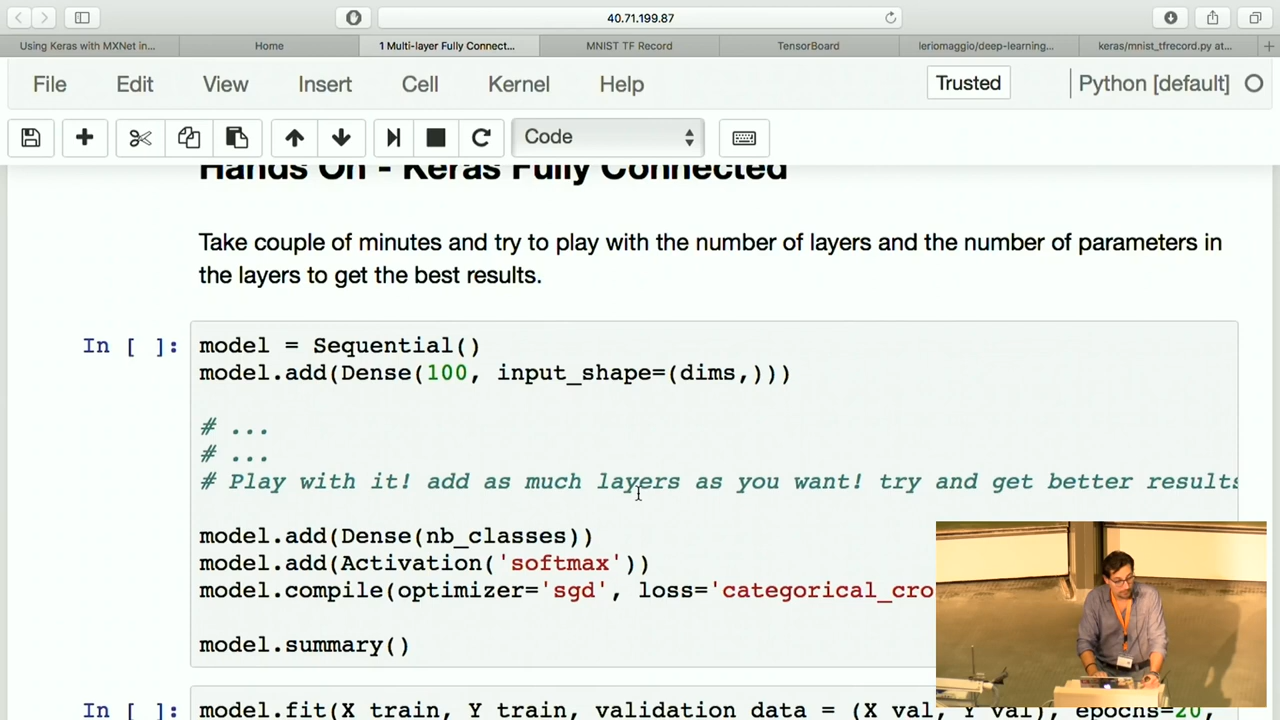 40.71.199.87
Using Keras with MXNet in... Home 1 Multi-layer Fully Connect... MNIST TF Record TensorBoard leriomaggio/deep-learning... keras/mnist_tfrecord.py at...
File Edit View Insert Cell Kernel Help Trusted Python [default]
Code
Hands On - Keras Fully Connected
Take couple of minutes and try to play with the number of layers and the number of parameters in
the layers to get the best results.
In [ ]: model = Sequential()
model.add(Dense(100, input_shape=(dims,)))
# ...
# ...
# Play with it! add as much layers as you want! try and get better results
model.add(Dense(nb_classes))
model.add(Activation('softmax'))
model.compile(optimizer='sgd', loss='categorical_cro
model.summary()
In [ ]: model.fit(X_train, Y_train, validation_data = (X_val, Y_val), epochs=20,